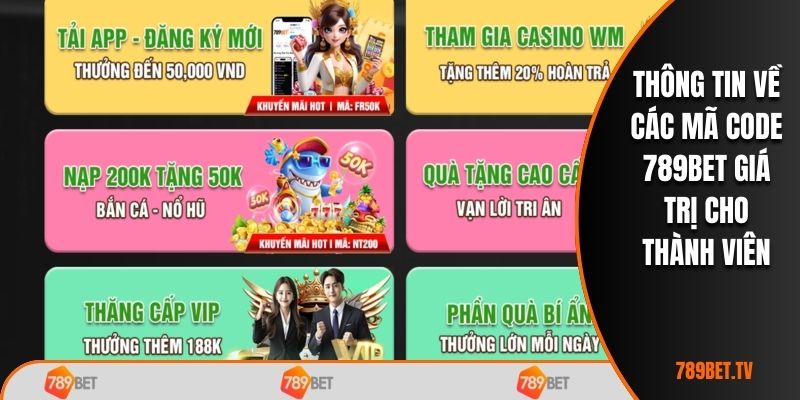 789BET
TẢI APP - ĐĂNG KÝ MỚI
THƯỞNG ĐẾN 50,000 VND
KHUYẾN MÃI HOT | MÃ: FR50K
THAM GIA CASINO WM
TẶNG THÊM 20% HOÀN TRẢ
NẠP 200K TẶNG 50K
BẮN CÁ - NỔ HŨ
50K
50K
KHUYẾN MÃI HOT | MÃ: NT200
QUÀ TẶNG CAO
VẠN LỜI TRI ÂN
THĂNG CẤP VIP
THƯỞNG THÊM 188K
VIP
PHẦN QUÀ BÍ ẨN
THƯỞNG LỚN MỖI NGÀY
THÔNG TIN VỀ
CÁC MÃ CODE
789BET GIÁ
TRỊ CHO
THÀNH VIÊN
789BET
789BET
789BET
789BET.TV